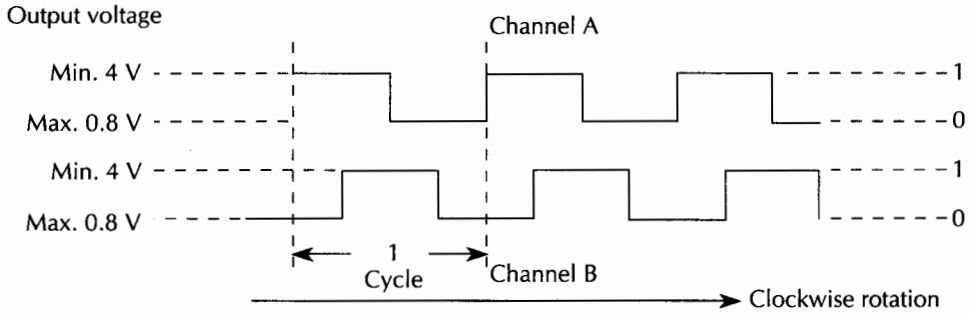 Output voltage
Channel A
Min. 4 V
1
Max. 0.8 V
0
Min. 4 V
1
Max. 0.8 V
0
1
Cycle
Channel B
Clockwise rotation